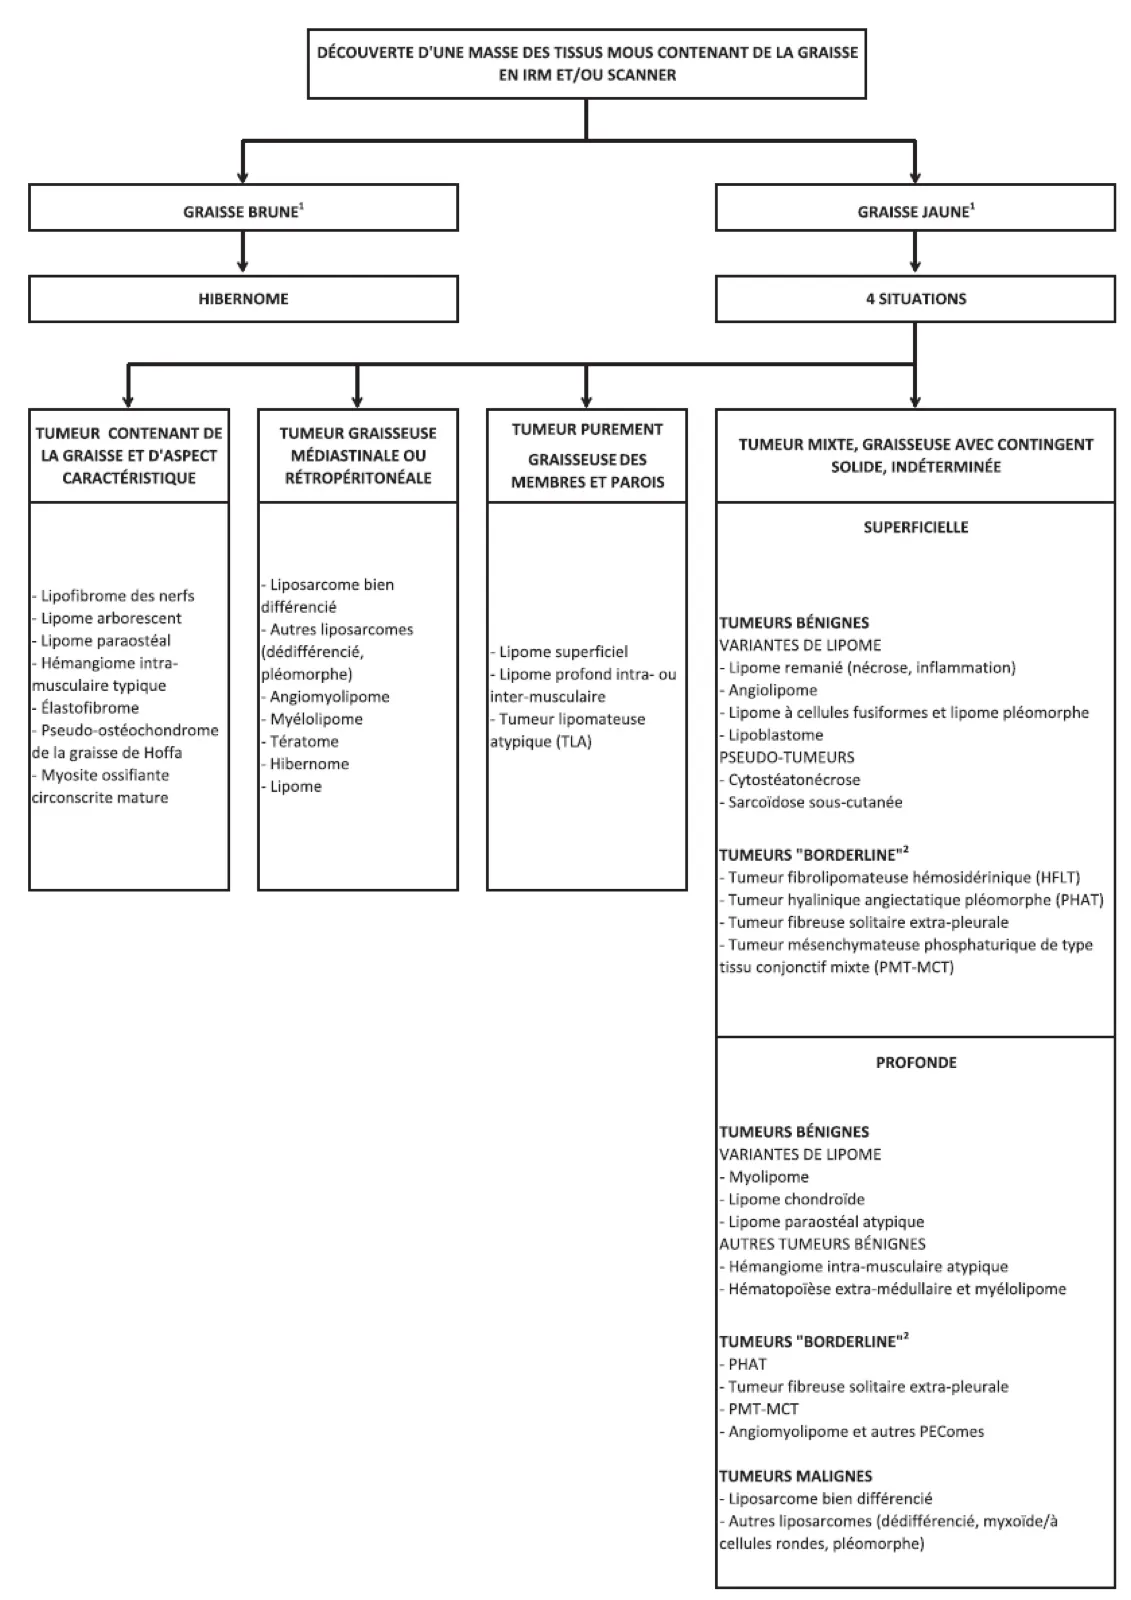 DÉCOUVERTE D'UNE MASSE DES TISSUS MOUS CONTENANT DE LA GRAISSE
EN IRM ET/OU SCANNER
GRAISSE BRUNE¹
GRAISSE JAUNE¹
HIBERNOME
4 SITUATIONS
TUMEUR CONTENANT DE
LA GRAISSE ET D'ASPECT
CARACTÉRISTIQUE
- Lipofibrome des nerfs
- Lipome arborescent
- Lipome paraostéal
- Hémangiome intra-
musculaire typique
- Élastofibrome
- Pseudo-ostéochondrome
de la graisse de Hoffa
- Myosite ossifiante
circonscrite mature
TUMEUR GRAISSEUSE
MÉDIASTINALE OU
RÉTROPÉRITONÉALE
- Liposarcome bien
différencié
- Autres liposarcomes
(dédifférencié,
pléomorphe)
- Angiomyolipome
- Myélolipome
- Tératome
- Hibernome
- Lipome
TUMEUR PUREMENT
GRAISSEUSE DES
MEMBRES ET PAROIS
- Lipome superficiel
- Lipome profond intra- ou
inter-musculaire
- Tumeur lipomateuse
atypique (TLA)
TUMEUR MIXTE, GRAISSEUSE AVEC CONTINGENT
SOLIDE, INDÉTERMINÉE
SUPERFICIELLE
TUMEURS BÉNIGNES
VARIANTES DE LIPOME
- Lipome remanié (nécrose, inflammation)
- Angiolipome
- Lipome à cellules fusiformes et lipome pléomorphe
- Lipoblastome
PSEUDO-TUMEURS
- Cytostéatonécrose
- Sarcoïdose sous-cutanée
TUMEURS "BORDERLINE"²
- Tumeur fibrolipomateuse hémosidérinique (HFLT)
- Tumeur hyalinique angiectatique pléomorphe (PHAT)
- Tumeur fibreuse solitaire extra-pleurale
- Tumeur mésenchymateuse phosphaturique de type
tissu conjonctif mixte (PMT-MCT)
PROFONDE
TUMEURS BÉNIGNES
VARIANTES DE LIPOME
- Myolipome
- Lipome chondroïde
- Lipome paraostéal atypique
AUTRES TUMEURS BÉNIGNES
- Hémangiome intra-musculaire atypique
- Hématopoïèse extra-médullaire et myélolipome
TUMEURS "BORDERLINE"²
- PHAT
- Tumeur fibreuse solitaire extra-pleurale
- PMT-MCT
- Angiomyolipome et autres PEComes
TUMEURS MALIGNES
- Liposarcome bien différencié
- Autres liposarcomes (dédifférencié, myxoïde/à
cellules rondes, pléomorphe)